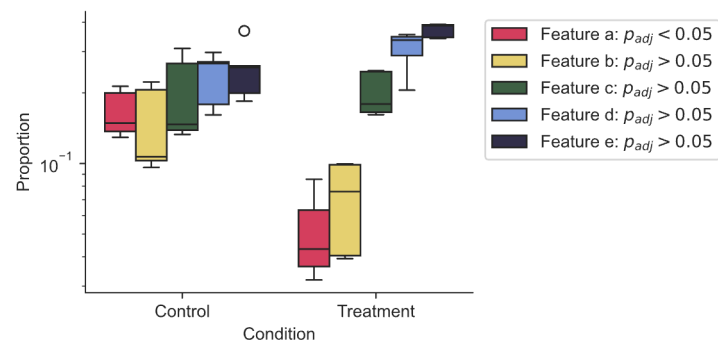 Proportion
10⁻¹
Control
Treatment
Condition
Feature a: p_adj < 0.05
Feature b: p_adj > 0.05
Feature c: p_adj > 0.05
Feature d: p_adj > 0.05
Feature e: p_adj > 0.05